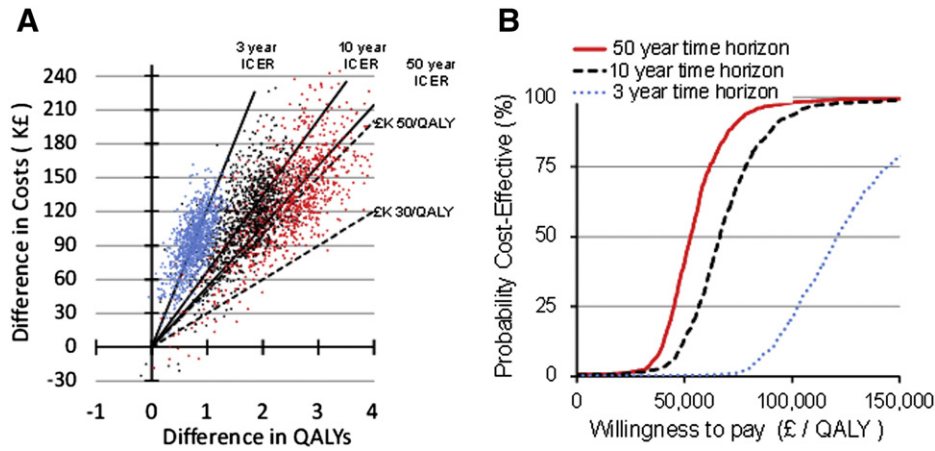 A
3 year
ICER
10 year
ICER
50 year
ICER
240
210
180
150
120
90
60
30
0
-30
£K 50/QALY
£K 30/QALY
-1 0 1 2 3 4
Difference in Costs ( K£)
Difference in QALYs
B
50 year time horizon
10 year time horizon
3 year time horizon
100
75
50
25
0
0 50,000 100,000 150,000
Probability Cost-Effective (%)
Willingness to pay (£ / QALY )